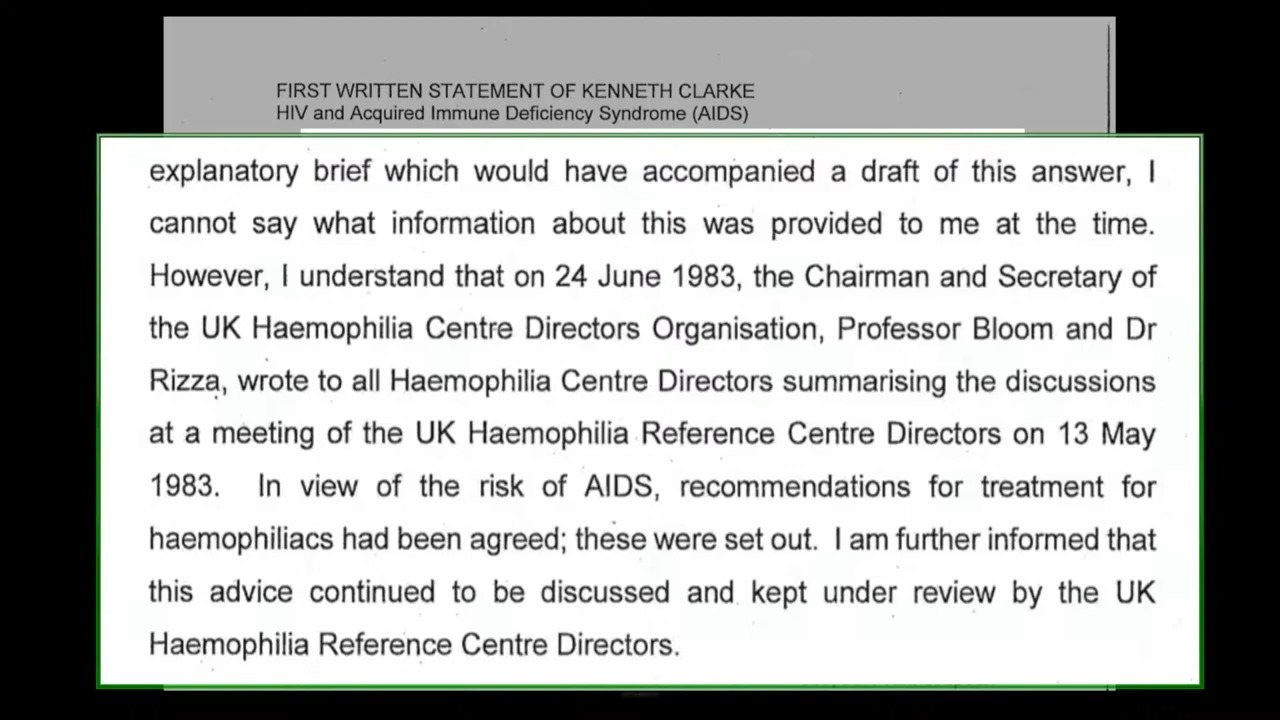 FIRST WRITTEN STATEMENT OF KENNETH CLARKE
HIV and Acquired Immune Deficiency Syndrome (AIDS)
explanatory brief which would have accompanied a draft of this answer, I
cannot say what information about this was provided to me at the time.
However, I understand that on 24 June 1983, the Chairman and Secretary of
the UK Haemophilia Centre Directors Organisation, Professor Bloom and Dr
Rizza, wrote to all Haemophilia Centre Directors summarising the discussions
at a meeting of the UK Haemophilia Reference Centre Directors on 13 May
1983. In view of the risk of AIDS, recommendations for treatment for
haemophiliacs had been agreed; these were set out. I am further informed that
this advice continued to be discussed and kept under review by the UK
Haemophilia Reference Centre Directors.